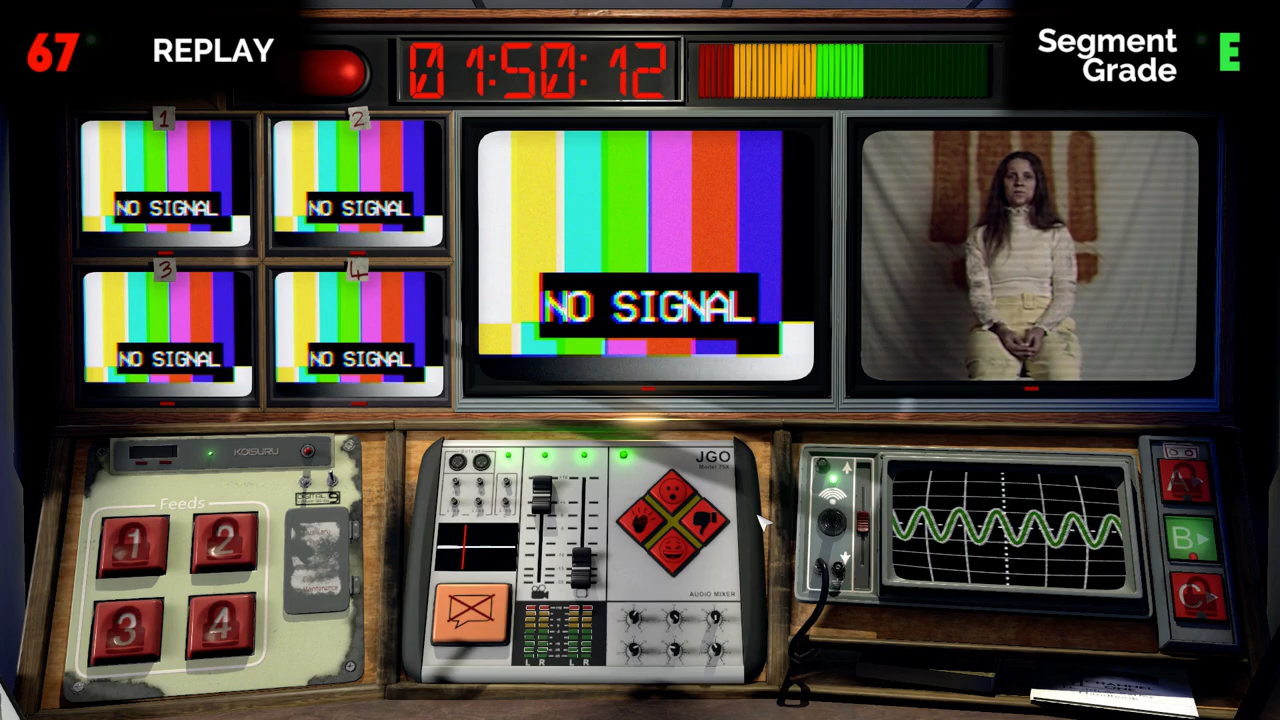 67
REPLAY
01:50:12
Segment
Grade
E
1
2
NO SIGNAL
NO SIGNAL
3
4
NO SIGNAL
NO SIGNAL
NO SIGNAL
KOISURU
Feeds
1
2
3
4
JGO
AUDIO MIXER
L R L R
A
B
C